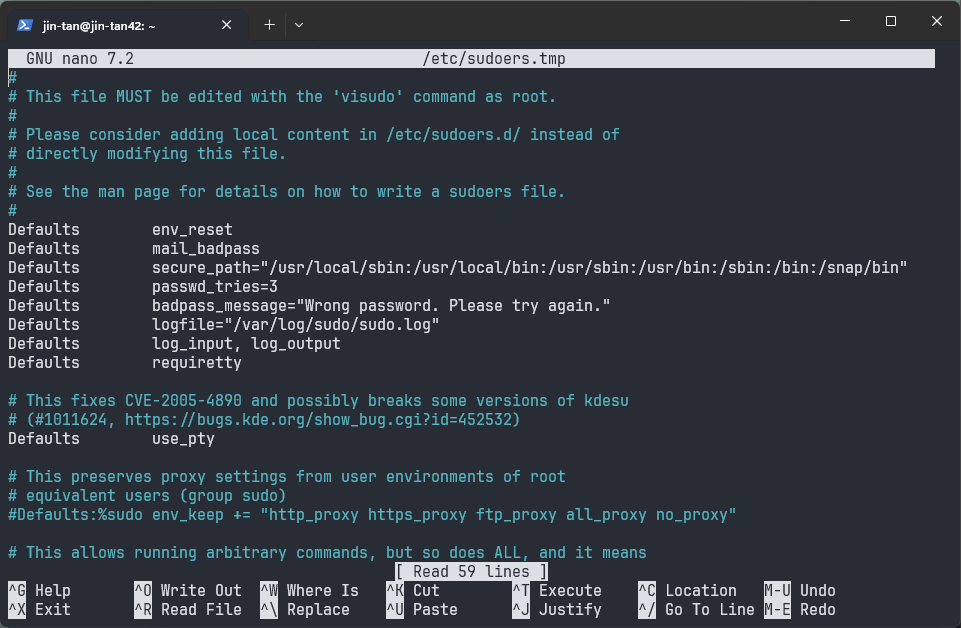 jin-tan@jin-tan42: ~
GNU nano 7.2 /etc/sudoers.tmp
#
# This file MUST be edited with the 'visudo' command as root.
#
# Please consider adding local content in /etc/sudoers.d/ instead of
# directly modifying this file.
#
# See the man page for details on how to write a sudoers file.
#
Defaults env_reset
Defaults mail_badpass
Defaults secure_path="/usr/local/sbin:/usr/local/bin:/usr/sbin:/usr/bin:/sbin:/bin:/snap/bin"
Defaults passwd_tries=3
Defaults badpass_message="Wrong password. Please try again."
Defaults logfile="/var/log/sudo/sudo.log"
Defaults log_input, log_output
Defaults requiretty
# This fixes CVE-2005-4890 and possibly breaks some versions of kdesu
# (#1011624, https://bugs.kde.org/show_bug.cgi?id=452532)
Defaults use_pty
# This preserves proxy settings from user environments of root
# equivalent users (group sudo)
#Defaults:%sudo env_keep += "http_proxy https_proxy ftp_proxy all_proxy no_proxy"
# This allows running arbitrary commands, but so does ALL, and it means
[ Read 59 lines ]
^G Help ^O Write Out ^W Where Is ^K Cut ^T Execute ^C Location M-U Undo
^X Exit ^R Read File ^\ Replace ^U Paste ^J Justify ^/ Go To Line M-E Redo